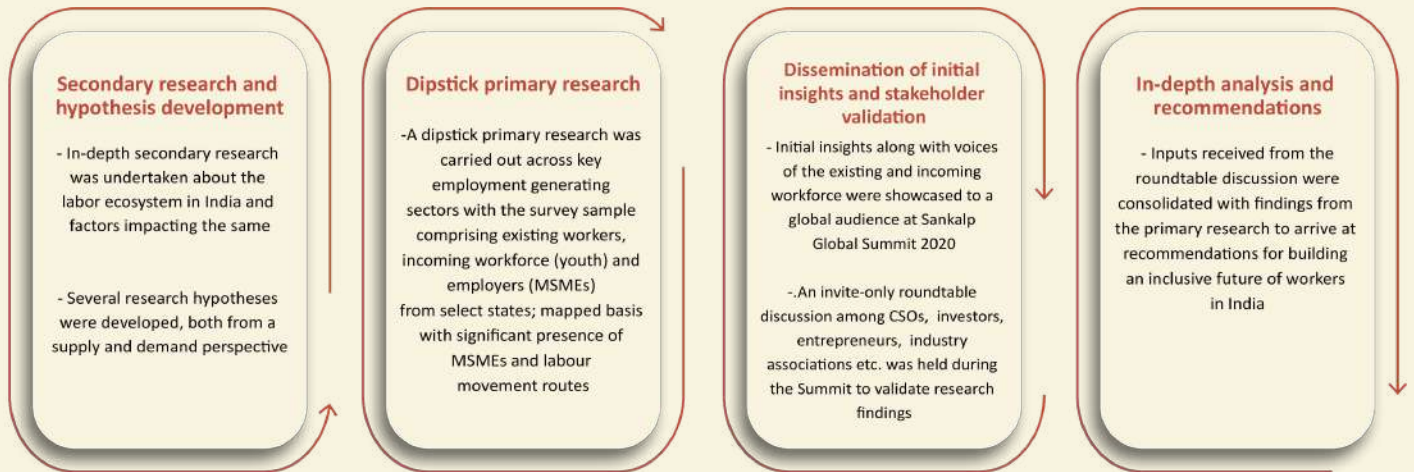 Secondary research and
hypothesis development
- In-depth secondary research
was undertaken about the
labor ecosystem in India and
factors impacting the same
- Several research hypotheses
were developed, both from a
supply and demand perspective
Dipstick primary research
-A dipstick primary research was
carried out across key
employment generating
sectors with the survey sample
comprising existing workers,
incoming workforce (youth) and
employers (MSMEs)
from select states; mapped basis
with significant presence of
MSMEs and labour
movement routes
Dissemination of initial
insights and stakeholder
validation
- Initial insights along with voices
of the existing and incoming
workforce were showcased to a
global audience at Sankalp
Global Summit 2020
-.An invite-only roundtable
discussion among CSOs, investors,
entrepreneurs, industry
associations etc. was held during
the Summit to validate research
findings
In-depth analysis and
recommendations
- Inputs received from the
roundtable discussion were
consolidated with findings from
the primary research to arrive at
recommendations for building
an inclusive future of workers
in India